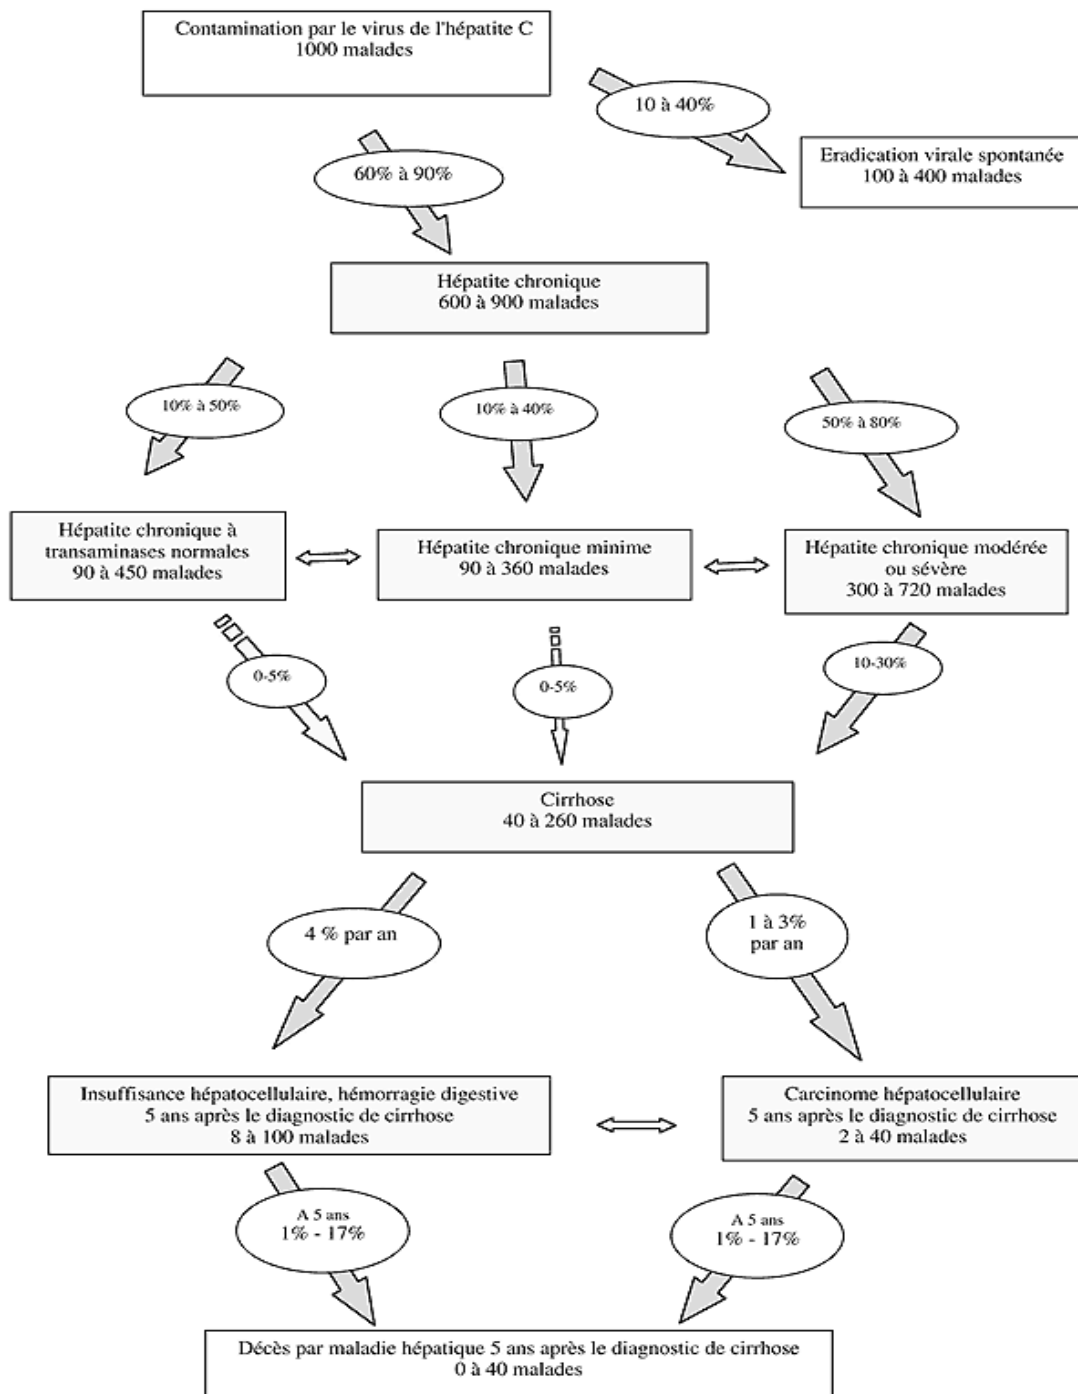 Contamination par le virus de l'hépatite C
1000 malades
10 à 40%
60% à 90%
Eradication virale spontanée
100 à 400 malades
Hépatite chronique
600 à 900 malades
10% à 50%
10% à 40%
50% à 80%
Hépatite chronique à
transaminases normales
90 à 450 malades
Hépatite chronique minime
90 à 360 malades
Hépatite chronique modérée
ou sévère
300 à 720 malades
0-5%
0-5%
10-30%
Cirrhose
40 à 260 malades
4 % par an
1 à 3%
par an
Insuffisance hépatocellulaire, hémorragie digestive
5 ans après le diagnostic de cirrhose
8 à 100 malades
Carcinome hépatocellulaire
5 ans après le diagnostic de cirrhose
2 à 40 malades
A 5 ans
1% - 17%
A 5 ans
1% - 17%
Décès par maladie hépatique 5 ans après le diagnostic de cirrhose
0 à 40 malades